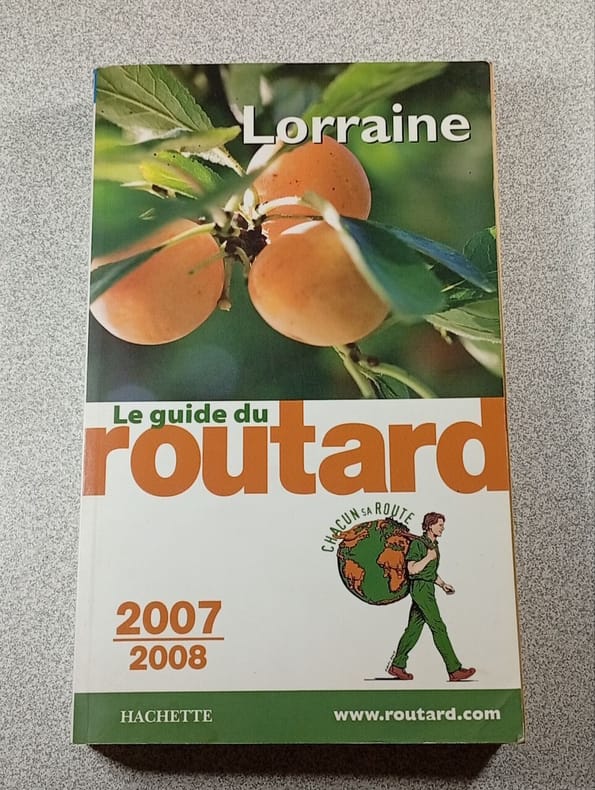 Lorraine
Le guide du
routard
CHACUN SA ROUTE
2007
2008
HACHETTE
www.routard.com